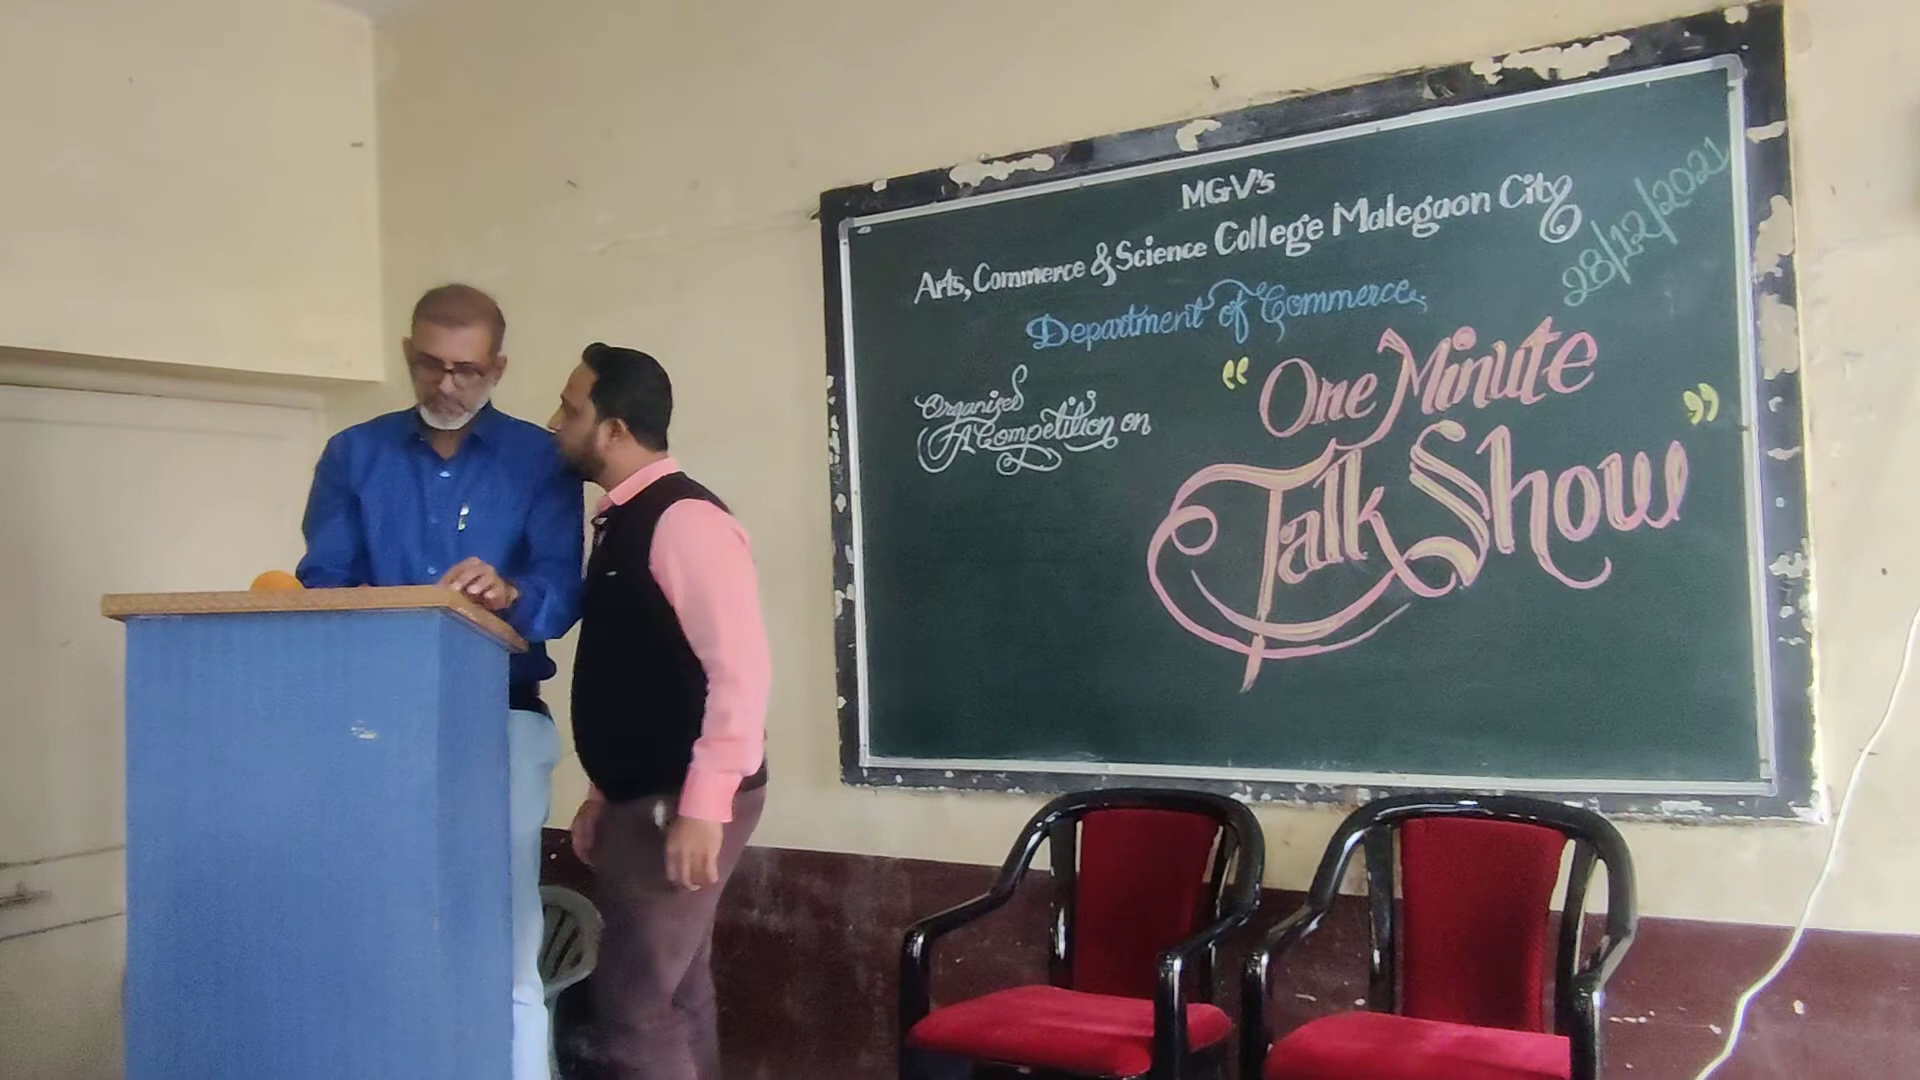 MGV's
Arts, Commerce & Science College Malegaon City
28/12/2021
Department of Commerce
Organised
A Competition on
"One Minute
Talk Show"